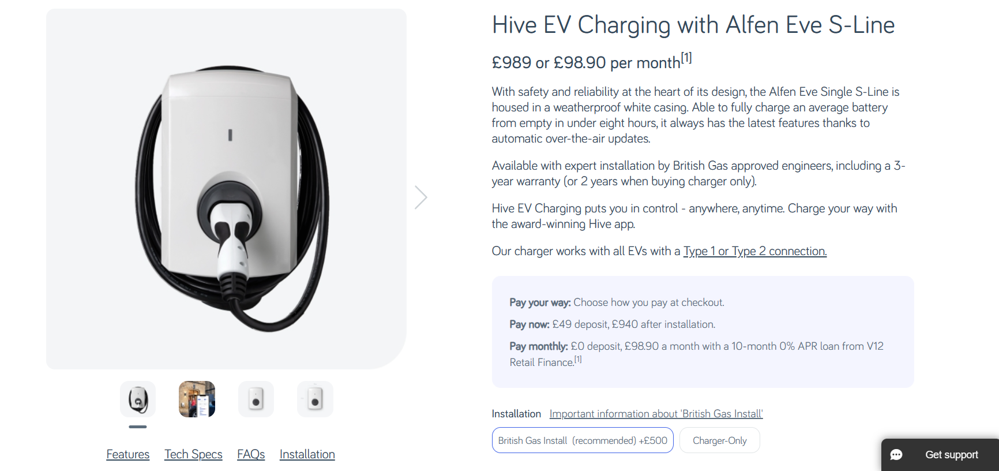 Hive EV Charging with Alfen Eve S-Line
£989 or £98.90 per month[1]
With safety and reliability at the heart of its design, the Alfen Eve Single S-Line is
housed in a weatherproof white casing. Able to fully charge an average battery
from empty in under eight hours, it always has the latest features thanks to
automatic over-the-air updates.
Available with expert installation by British Gas approved engineers, including a 3-
year warranty (or 2 years when buying charger only).
Hive EV Charging puts you in control - anywhere, anytime. Charge your way with
the award-winning Hive app.
Our charger works with all EVs with a Type 1 or Type 2 connection.
Pay your way: Choose how you pay at checkout.
Pay now: £49 deposit, £940 after installation.
Pay monthly: £0 deposit, £98.90 a month with a 10-month 0% APR loan from V12
Retail Finance.[1]
Installation Important information about 'British Gas Install'
British Gas Install (recommended) +£500 Charger-Only
Features Tech Specs FAQs Installation
Get support